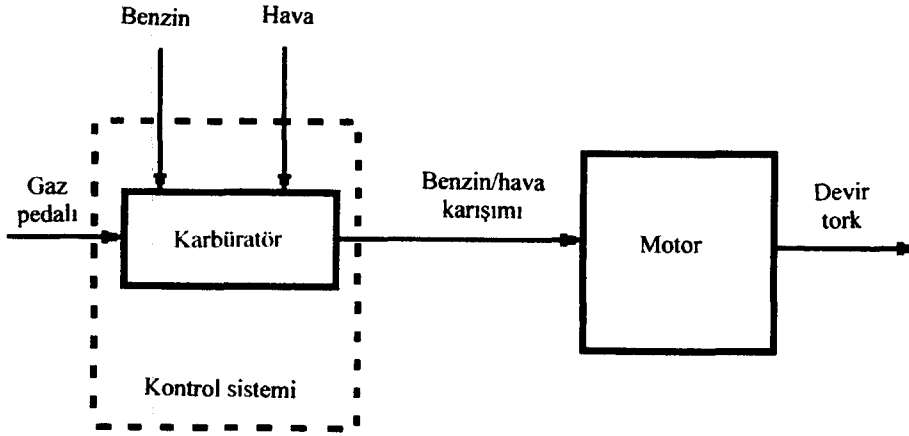 Benzin
Hava
Gaz
pedalı
Karbüratör
Benzin/hava
karışımı
Motor
Devir
tork
Kontrol sistemi